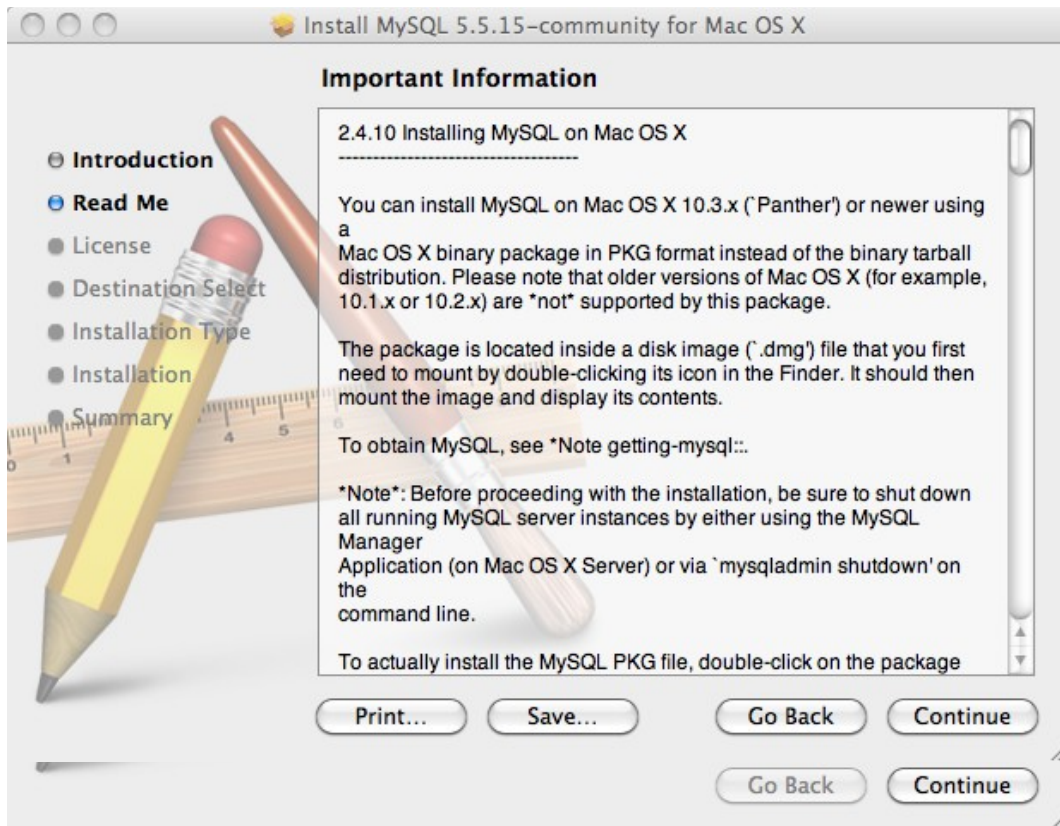 Install MySQL 5.5.15-community for Mac OS X
Important Information
Introduction
Read Me
License
Destination Select
Installation Type
Installation
Summary
2.4.10 Installing MySQL on Mac OS X
-------------------------------------
You can install MySQL on Mac OS X 10.3.x (`Panther') or newer using
a
Mac OS X binary package in PKG format instead of the binary tarball
distribution. Please note that older versions of Mac OS X (for example,
10.1.x or 10.2.x) are *not* supported by this package.
The package is located inside a disk image (`.dmg') file that you first
need to mount by double-clicking its icon in the Finder. It should then
mount the image and display its contents.
To obtain MySQL, see *Note getting-mysql::.
*Note*: Before proceeding with the installation, be sure to shut down
all running MySQL server instances by either using the MySQL
Manager
Application (on Mac OS X Server) or via `mysqladmin shutdown' on
the
command line.
To actually install the MySQL PKG file, double-click on the package
0 1 4 5 6
Print... Save... Go Back Continue
Go Back Continue